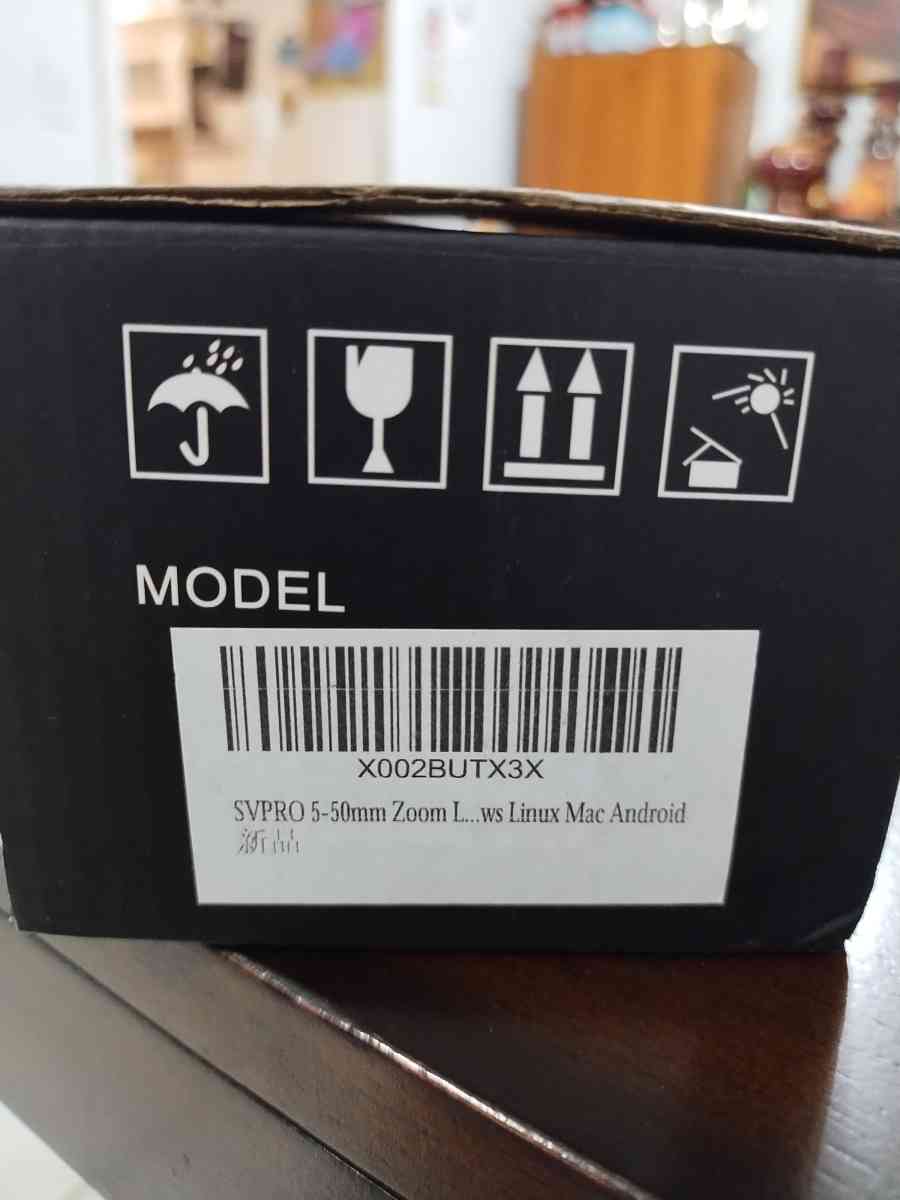 MODEL
X002BUTX3X
SVPRO 5-50mm Zoom L...ws Linux Mac Android
新品